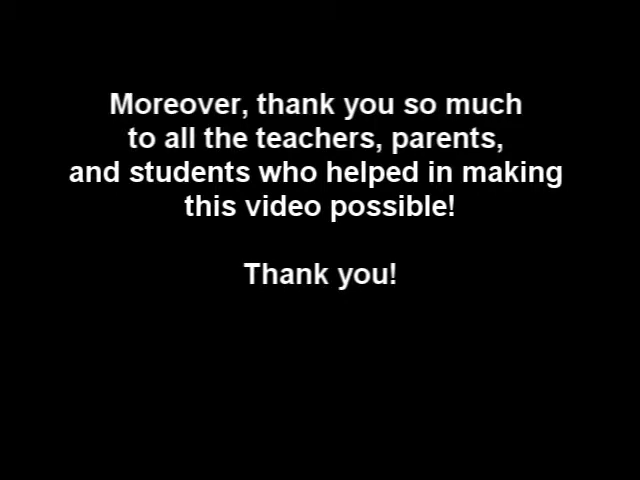 Moreover, thank you so much
to all the teachers, parents,
and students who helped in making
this video possible!
Thank you!